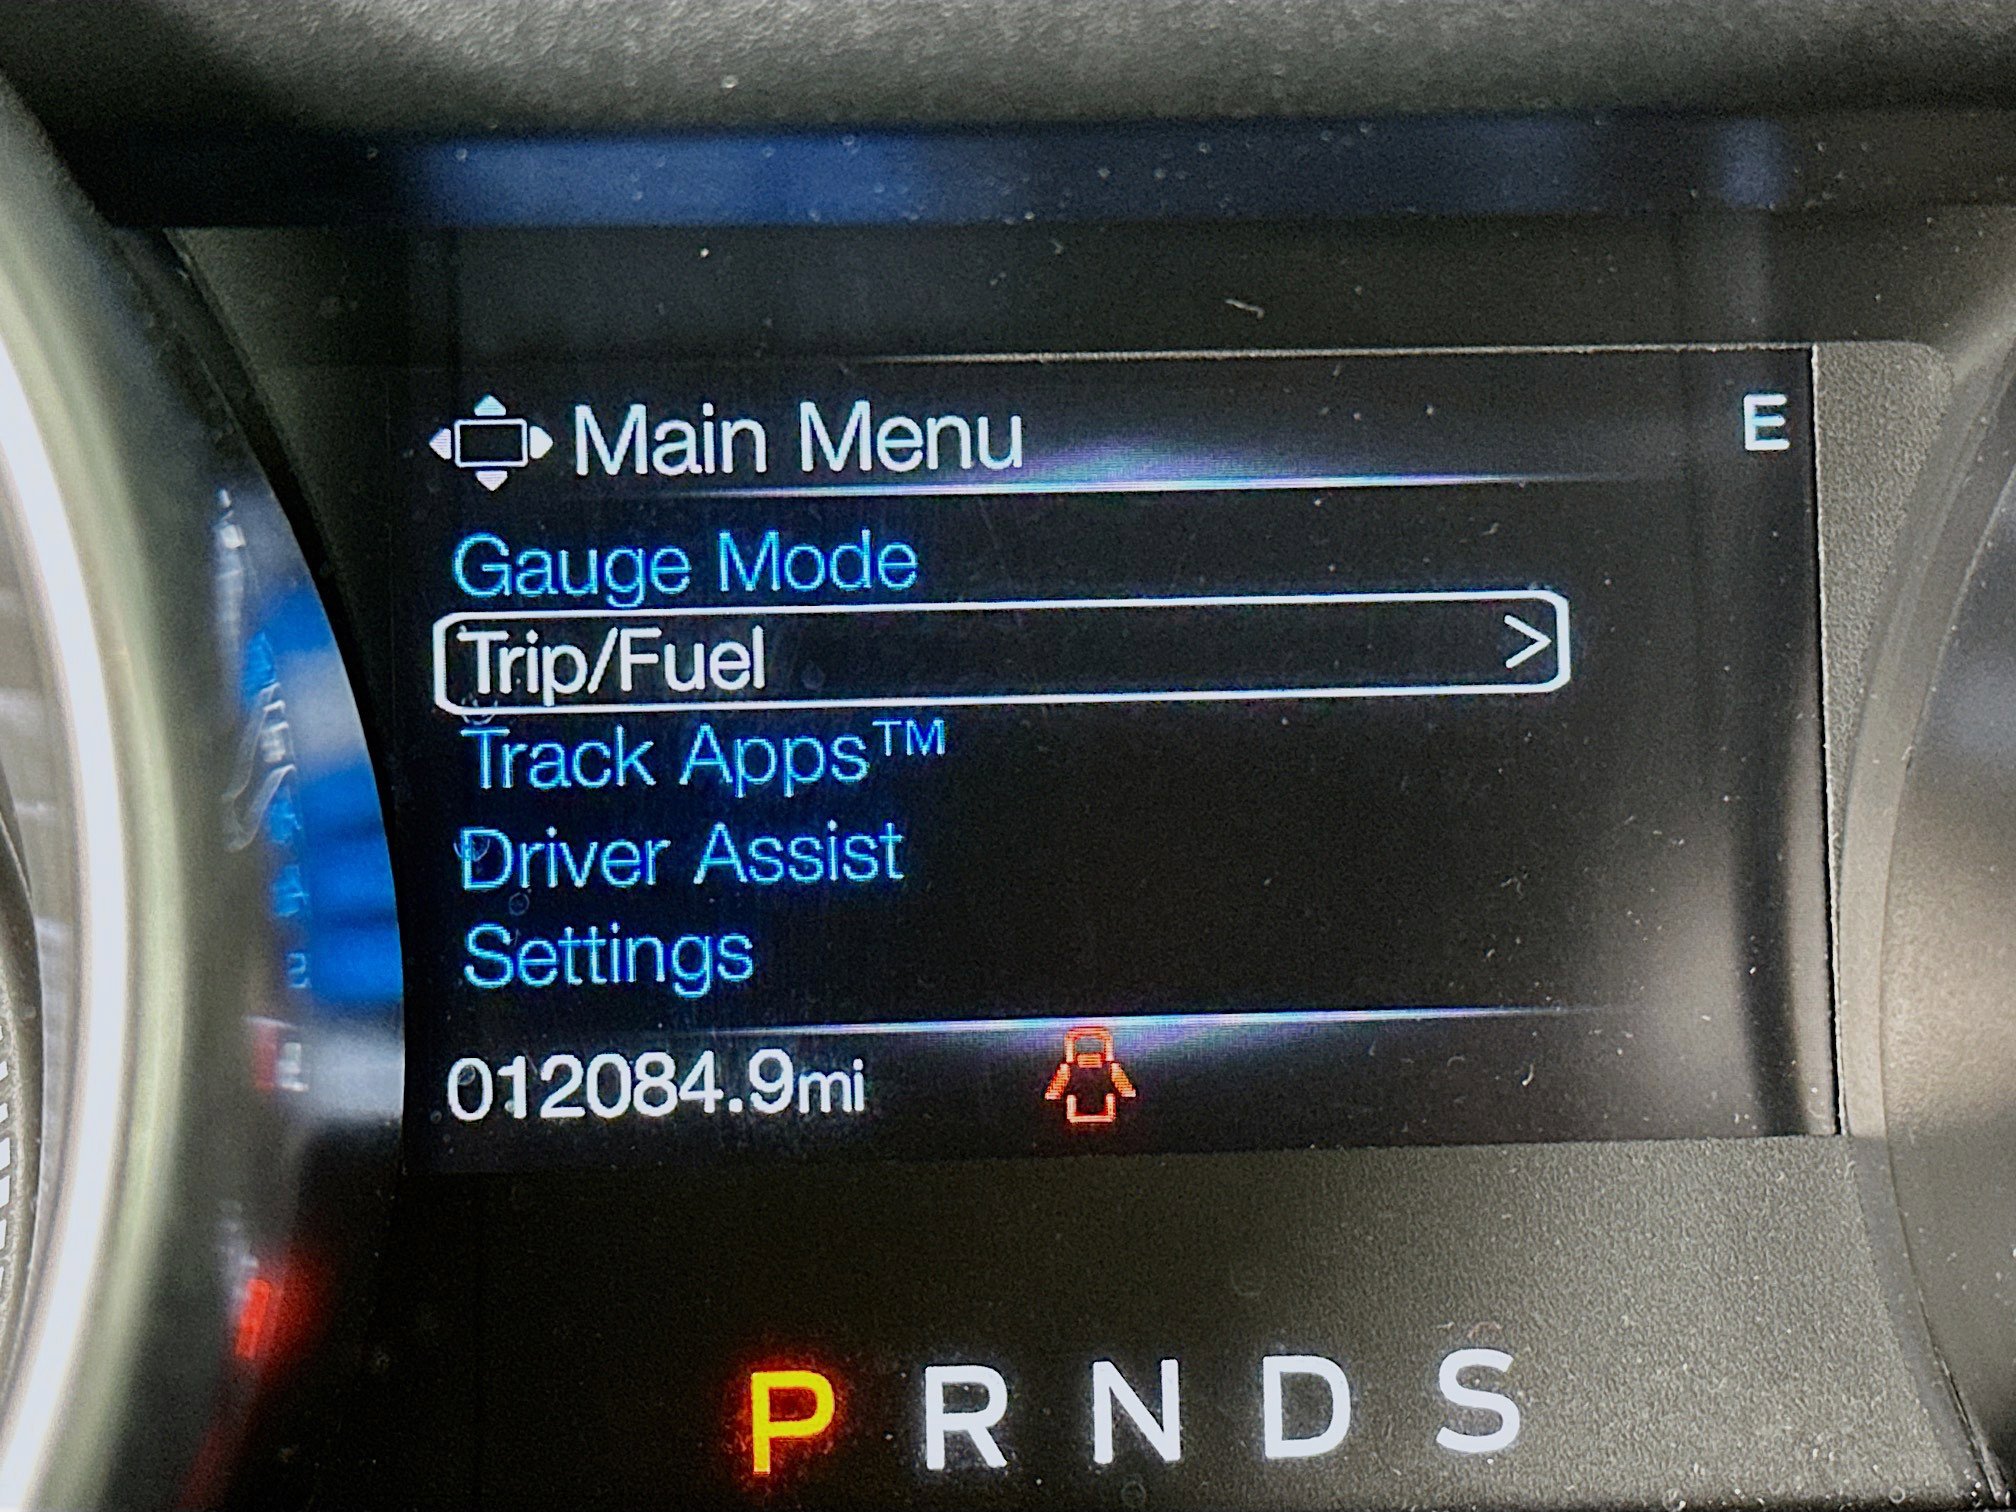 Main Menu
E
Gauge Mode
Trip/Fuel >
Track Apps™
Driver Assist
Settings
012084.9mi
P R N D S